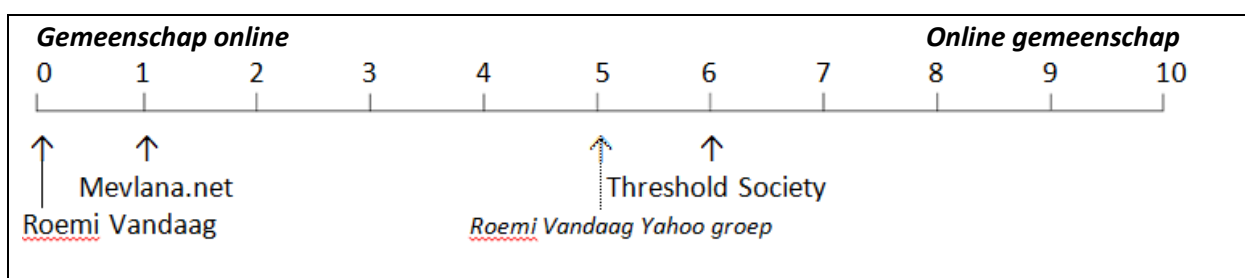 Gemeenschap online Online gemeenschap
0 1 2 3 4 5 6 7 8 9 10
Mevlana.net Threshold Society
Roemi Vandaag Roemi Vandaag Yahoo groep